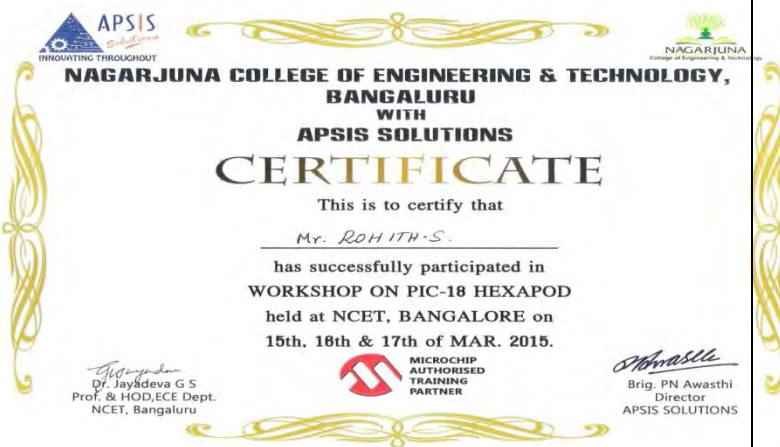 APSIS
Solutions
INNOVATING THROUGHOUT
NAGARJUNA
College of Engineering & Technology
NAGARJUNA COLLEGE OF ENGINEERING & TECHNOLOGY,
BANGALURU
WITH
APSIS SOLUTIONS
CERTIFICATE
This is to certify that
Mr. ROHITH-S.
has successfully participated in
WORKSHOP ON PIC-18 HEXAPOD
held at NCET, BANGALORE on
15th, 16th & 17th of MAR. 2015.
Dr. Jayadeva G S
Prof. & HOD,ECE Dept.
NCET, Bangaluru
MICROCHIP
AUTHORISED
TRAINING
PARTNER
Brig. PN Awasthi
Director
APSIS SOLUTIONS